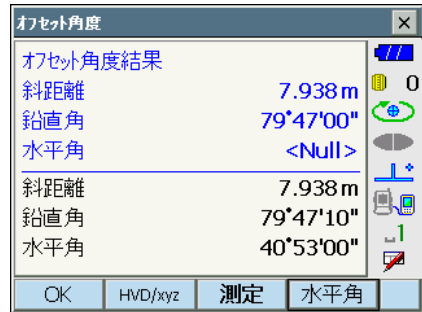 ｵﾌｾｯﾄ角度
ｵﾌｾｯﾄ角度結果
斜距離 7.938 m
鉛直角 79°47'00"
水平角 <Null>
斜距離 7.938 m
鉛直角 79°47'10"
水平角 40°53'00"
0
1
OK HVD/xyz 測定 水平角